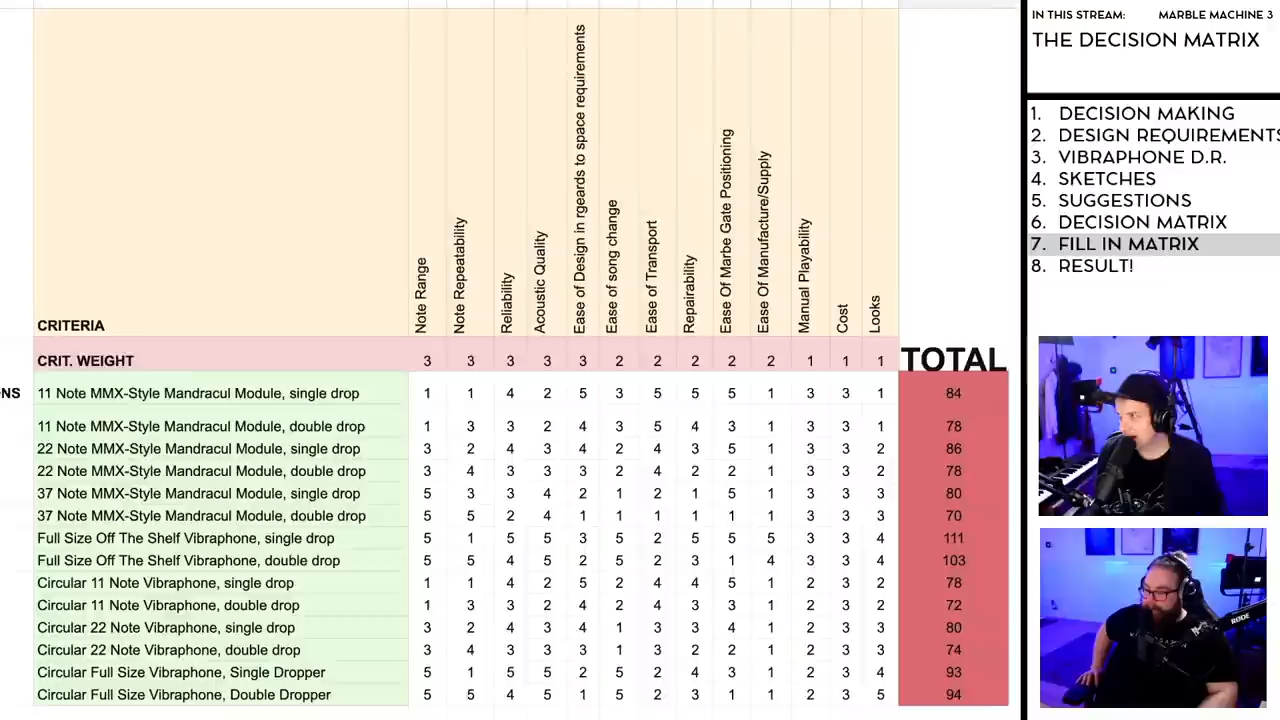 IN THIS STREAM: MARBLE MACHINE 3
THE DECISION MATRIX
1. DECISION MAKING
2. DESIGN REQUIREMENTS
3. VIBRAPHONE D.R.
4. SKETCHES
5. SUGGESTIONS
6. DECISION MATRIX
7. FILL IN MATRIX
8. RESULT!
CRITERIA
Note Range
Note Repeatability
Reliability
Acoustic Quality
Ease of Design in rgeards to space requirements
Ease of song change
Ease of Transport
Repairability
Ease Of Marbe Gate Positioning
Ease Of Manufacture/Supply
Manual Playability
Cost
Looks
CRIT. WEIGHT 3 3 3 3 3 2 2 2 2 2 1 1 1 TOTAL
NS 11 Note MMX-Style Mandracul Module, single drop 1 1 4 2 5 3 5 5 5 1 3 3 1 84
11 Note MMX-Style Mandracul Module, double drop 1 3 3 2 4 3 5 4 3 1 3 3 1 78
22 Note MMX-Style Mandracul Module, single drop 3 2 4 3 4 2 4 3 5 1 3 3 2 86
22 Note MMX-Style Mandracul Module, double drop 3 4 3 3 3 2 4 2 2 1 3 3 2 78
37 Note MMX-Style Mandracul Module, single drop 5 3 3 4 2 1 2 1 5 1 3 3 3 80
37 Note MMX-Style Mandracul Module, double drop 5 5 2 4 1 1 1 1 1 1 3 3 3 70
Full Size Off The Shelf Vibraphone, single drop 5 1 5 5 3 5 2 5 5 5 3 3 4 111
Full Size Off The Shelf Vibraphone, double drop 5 5 4 5 2 5 2 3 1 4 3 3 4 103
Circular 11 Note Vibraphone, single drop 1 1 4 2 5 2 4 4 5 1 2 3 2 78
Circular 11 Note Vibraphone, double drop 1 3 3 2 4 2 4 3 3 1 2 3 2 72
Circular 22 Note Vibraphone, single drop 3 2 4 3 4 1 3 3 4 1 2 3 3 80
Circular 22 Note Vibraphone, double drop 3 4 3 3 3 1 3 2 2 1 2 3 3 74
Circular Full Size Vibraphone, Single Dropper 5 1 5 5 2 5 2 4 3 1 2 3 4 93
Circular Full Size Vibraphone, Double Dropper 5 5 4 5 1 5 2 3 1 1 2 3 5 94
RODE